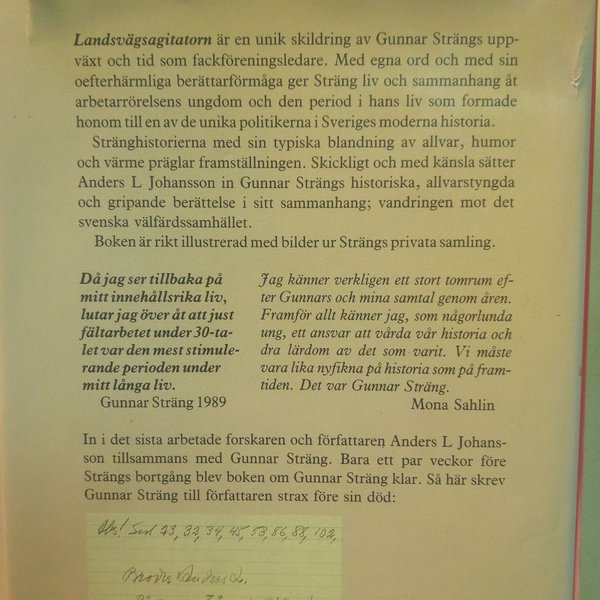 Landsvägsagitatorn är en unik skildring av Gunnar Strängs upp-
växt och tid som fackföreningsledare. Med egna ord och med sin
oefterhärmliga berättarförmåga ger Sträng liv och sammanhang åt
arbetarrörelsens ungdom och den period i hans liv som formade
honom till en av de unika politikerna i Sveriges moderna historia.
Stränghistorierna med sin typiska blandning av allvar, humor
och värme präglar framställningen. Skickligt och med känsla sätter
Anders L Johansson in Gunnar Strängs historiska, allvarstyngda
och gripande berättelse i sitt sammanhang; vandringen mot det
svenska välfärdssamhället.
Boken är rikt illustrerad med bilder ur Strängs privata samling.
Då jag ser tillbaka på
mitt innehållsrika liv,
lutar jag över åt att just
fältarbetet under 30-ta-
let var den mest stimule-
rande perioden under
mitt långa liv.
Gunnar Sträng 1989
Jag känner verkligen ett stort tomrum ef-
ter Gunnars och mina samtal genom åren.
Framför allt känner jag, som någorlunda
ung, ett ansvar att vårda vår historia och
dra lärdom av det som varit. Vi måste
vara lika nyfikna på historia som på fram-
tiden. Det var Gunnar Sträng.
Mona Sahlin
In i det sista arbetade forskaren och författaren Anders L Johans-
son tillsammans med Gunnar Sträng. Bara ett par veckor före
Strängs bortgång blev boken om Gunnar Sträng klar. Så här skrev
Gunnar Sträng till författaren strax före sin död:
Obs! Sid 23, 32, 34, 45, 53, 86, 88, 102,
Broder Anders L.